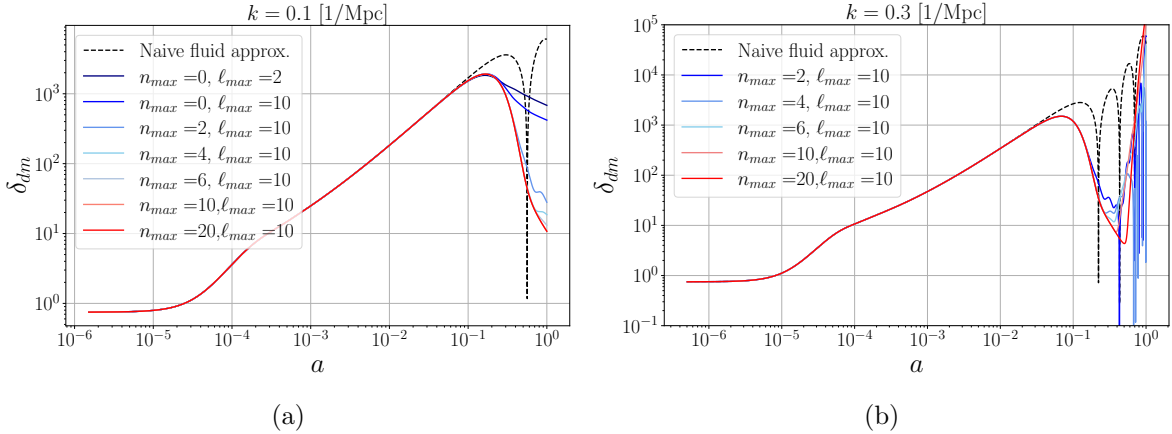 k = 0.1 [1/Mpc]
Naive fluid approx.
n_max =0, ℓ_max =2
n_max =0, ℓ_max =10
n_max =2, ℓ_max =10
n_max =4, ℓ_max =10
n_max =6, ℓ_max =10
n_max =10,ℓ_max =10
n_max =20,ℓ_max =10
δ_dm
10^3
10^2
10^1
10^0
10^−6 10^−5 10^−4 10^−3 10^−2 10^−1 10^0
a
(a)
k = 0.3 [1/Mpc]
Naive fluid approx.
n_max =2, ℓ_max =10
n_max =4, ℓ_max =10
n_max =6, ℓ_max =10
n_max =10,ℓ_max =10
n_max =20,ℓ_max =10
δ_dm
10^5
10^4
10^3
10^2
10^1
10^0
10^−1
10^−6 10^−5 10^−4 10^−3 10^−2 10^−1 10^0
a
(b)